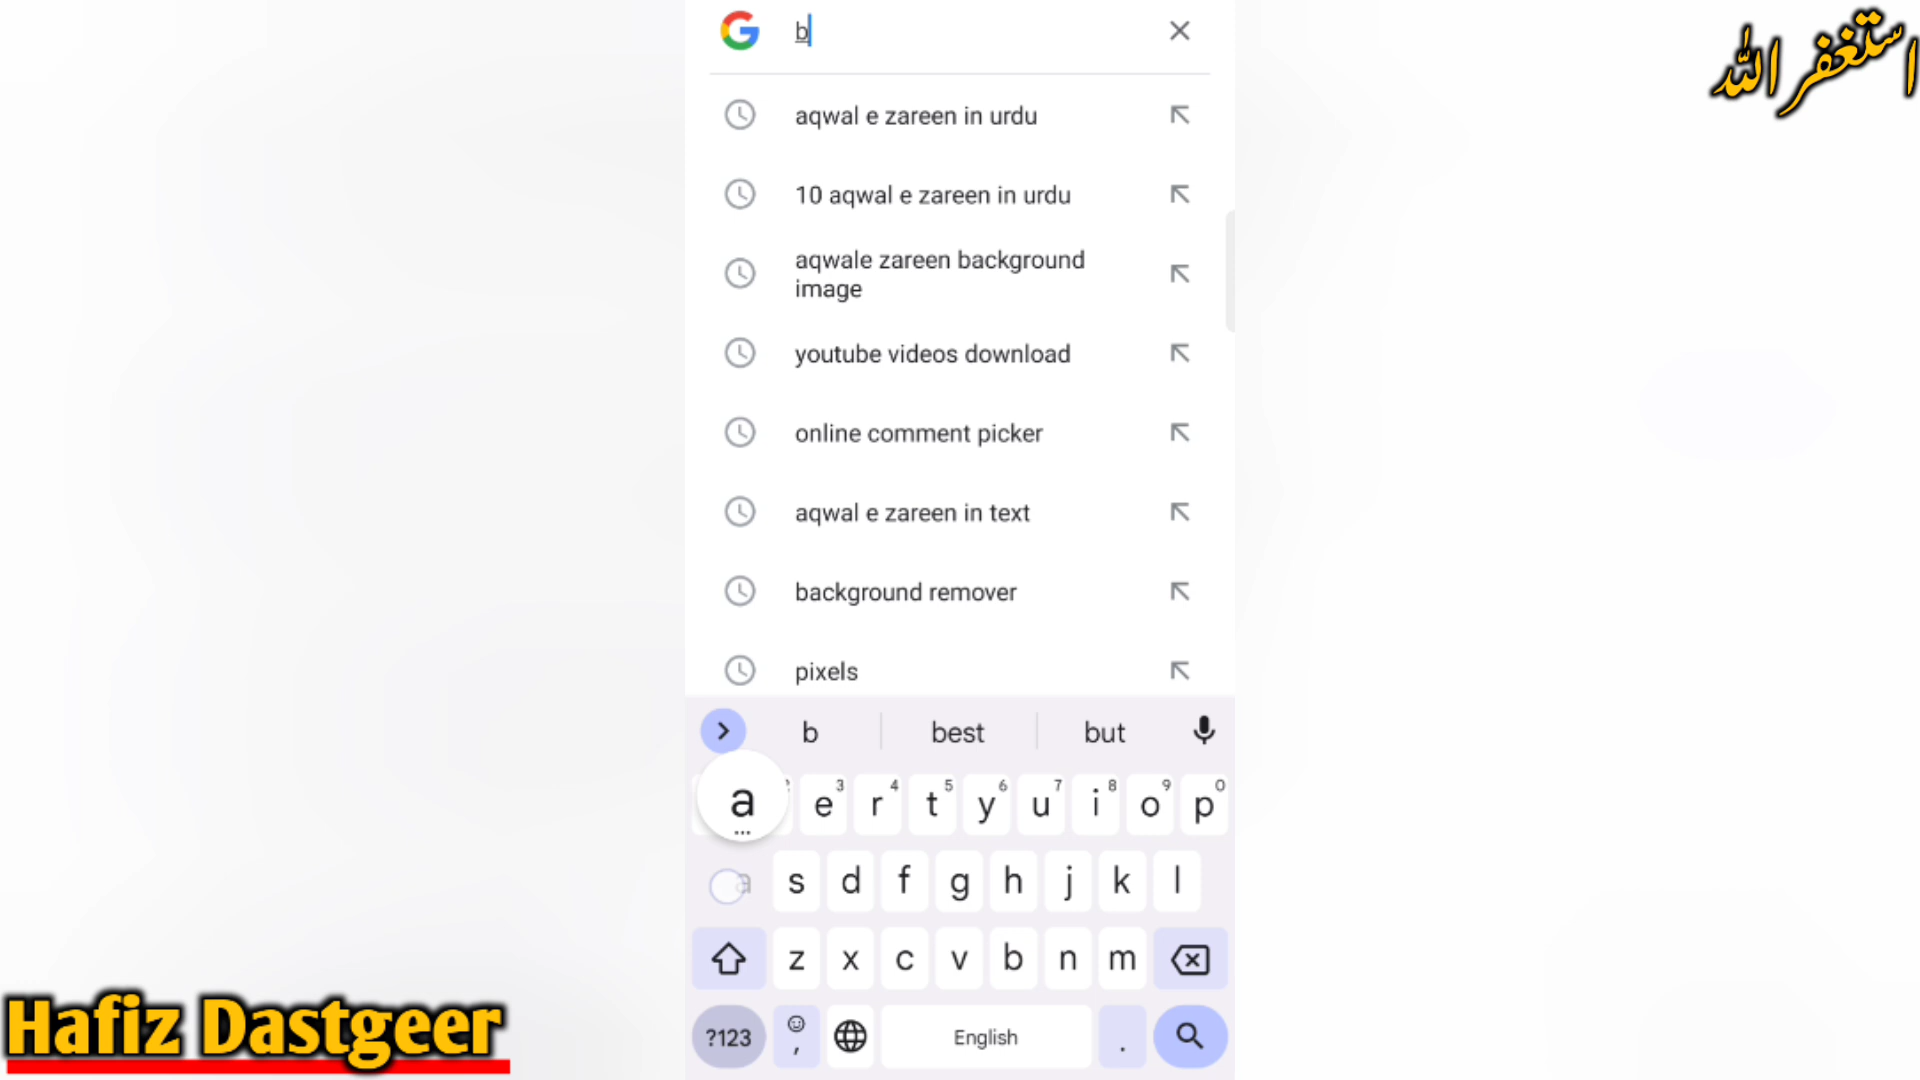 b
استغفر اللہ
aqwal e zareen in urdu
10 aqwal e zareen in urdu
aqwale zareen background
image
youtube videos download
online comment picker
aqwal e zareen in text
background remover
pixels
b best but
a e 3 r 4 t 5 y 6 u 7 i 8 o 9 p 0
a s d f g h j k l
z x c v b n m
?123 , English .
Hafiz Dastgeer